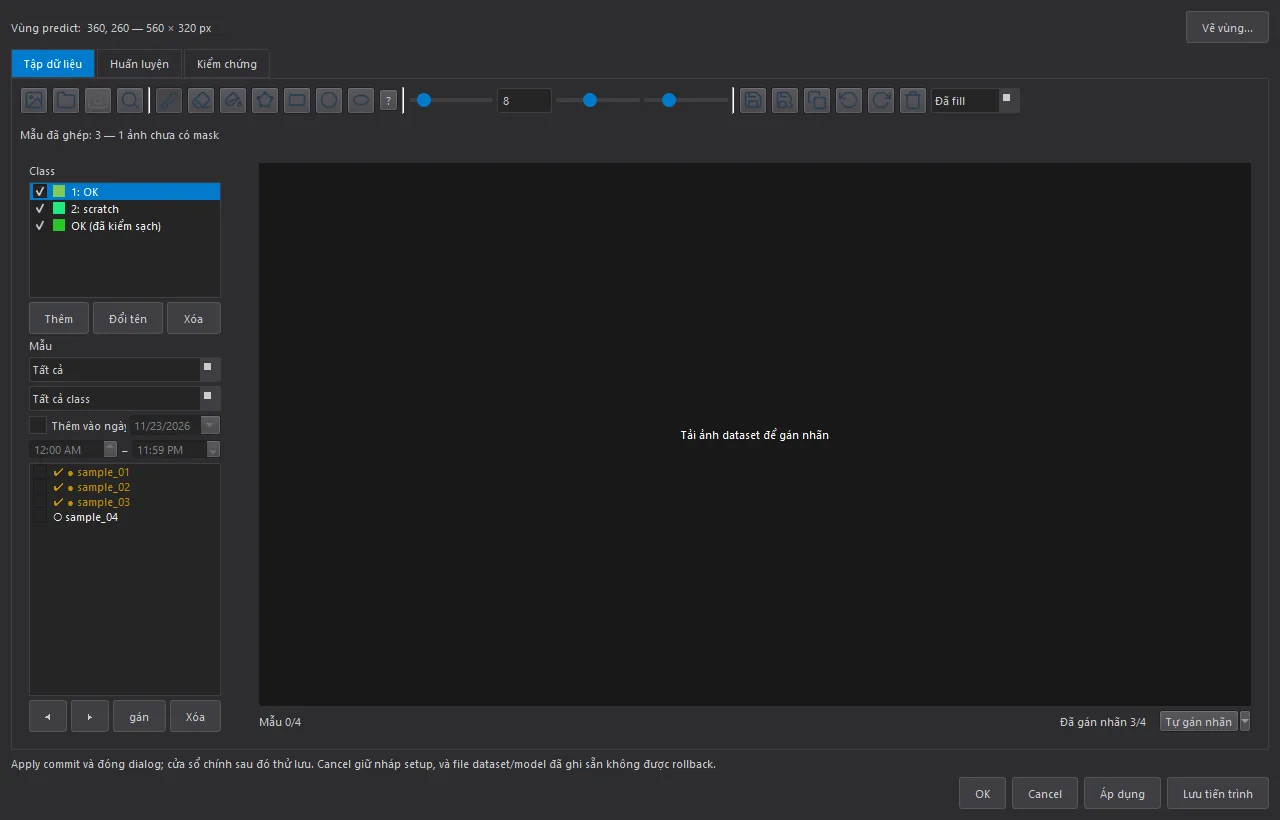 Vùng predict: 360, 260 — 560 × 320 px
Vẽ vùng...
Tập dữ liệu
Huấn luyện
Kiểm chứng
?
8
Đã fill
Mẫu đã ghép: 3 — 1 ảnh chưa có mask
Class
1: OK
2: scratch
OK (đã kiểm sạch)
Thêm
Đổi tên
Xóa
Mẫu
Tất cả
Tất cả class
Thêm vào ngày
11/23/2026
12:00 AM
–
11:59 PM
sample_01
sample_02
sample_03
sample_04
gán
Xóa
Tải ảnh dataset để gán nhãn
Mẫu 0/4
Đã gán nhãn 3/4
Tự gán nhãn
Apply commit và đóng dialog; cửa sổ chính sau đó thử lưu. Cancel giữ nháp setup, và file dataset/model đã ghi sẵn không được rollback.
OK
Cancel
Áp dụng
Lưu tiến trình